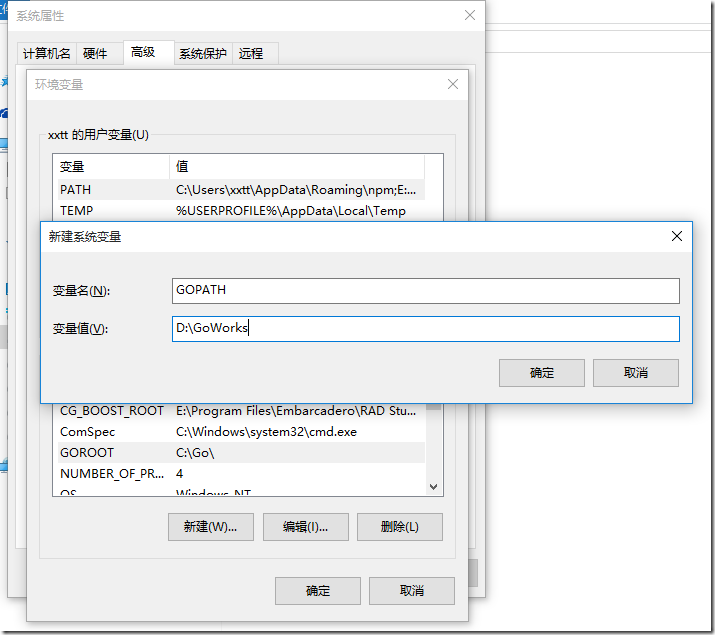 系统属性
计算机名 硬件 高级 系统保护 远程
环境变量
xxtt 的用户变量(U)
变量 值
PATH C:\Users\xxtt\AppData\Roaming\npm;E:...
TEMP %USERPROFILE%\AppData\Local\Temp
新建系统变量
变量名(N): GOPATH
变量值(V): D:\GoWorks
确定 取消
CG_BOOST_ROOT E:\Program Files\Embarcadero\RAD Stu...
ComSpec C:\Windows\system32\cmd.exe
GOROOT C:\Go\
NUMBER_OF_PR... 4
OS Windows_NT
新建(W)... 编辑(I)... 删除(L)
确定 取消